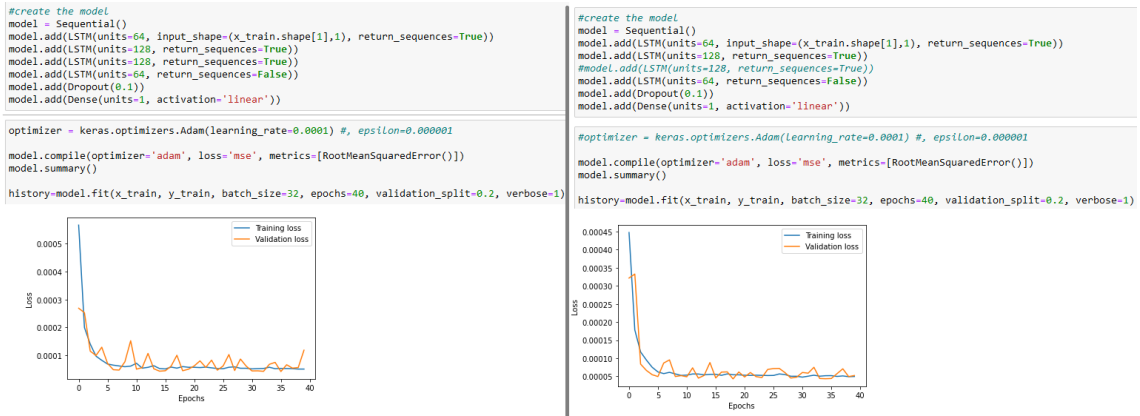 #create the model
model = Sequential()
model.add(LSTM(units=64, input_shape=(x_train.shape[1],1), return_sequences=True))
model.add(LSTM(units=128, return_sequences=True))
model.add(LSTM(units=128, return_sequences=True))
model.add(LSTM(units=64, return_sequences=False))
model.add(Dropout(0.1))
model.add(Dense(units=1, activation='linear'))
optimizer = keras.optimizers.Adam(learning_rate=0.0001) #, epsilon=0.000001
model.compile(optimizer='adam', loss='mse', metrics=[RootMeanSquaredError()])
model.summary()
history=model.fit(x_train, y_train, batch_size=32, epochs=40, validation_split=0.2, verbose=1)
Training loss
Validation loss
0.0005
0.0004
0.0003
0.0002
0.0001
Loss
0 5 10 15 20 25 30 35 40
Epochs
#create the model
model = Sequential()
model.add(LSTM(units=64, input_shape=(x_train.shape[1],1), return_sequences=True))
model.add(LSTM(units=128, return_sequences=True))
#model.add(LSTM(units=128, return_sequences=True))
model.add(LSTM(units=64, return_sequences=False))
model.add(Dropout(0.1))
model.add(Dense(units=1, activation='linear'))
#optimizer = keras.optimizers.Adam(learning_rate=0.0001) #, epsilon=0.000001
model.compile(optimizer='adam', loss='mse', metrics=[RootMeanSquaredError()])
model.summary()
history=model.fit(x_train, y_train, batch_size=32, epochs=40, validation_split=0.2, verbose=1)
Training loss
Validation loss
0.00045
0.00040
0.00035
0.00030
0.00025
0.00020
0.00015
0.00010
0.00005
Loss
0 5 10 15 20 25 30 35 40
Epochs